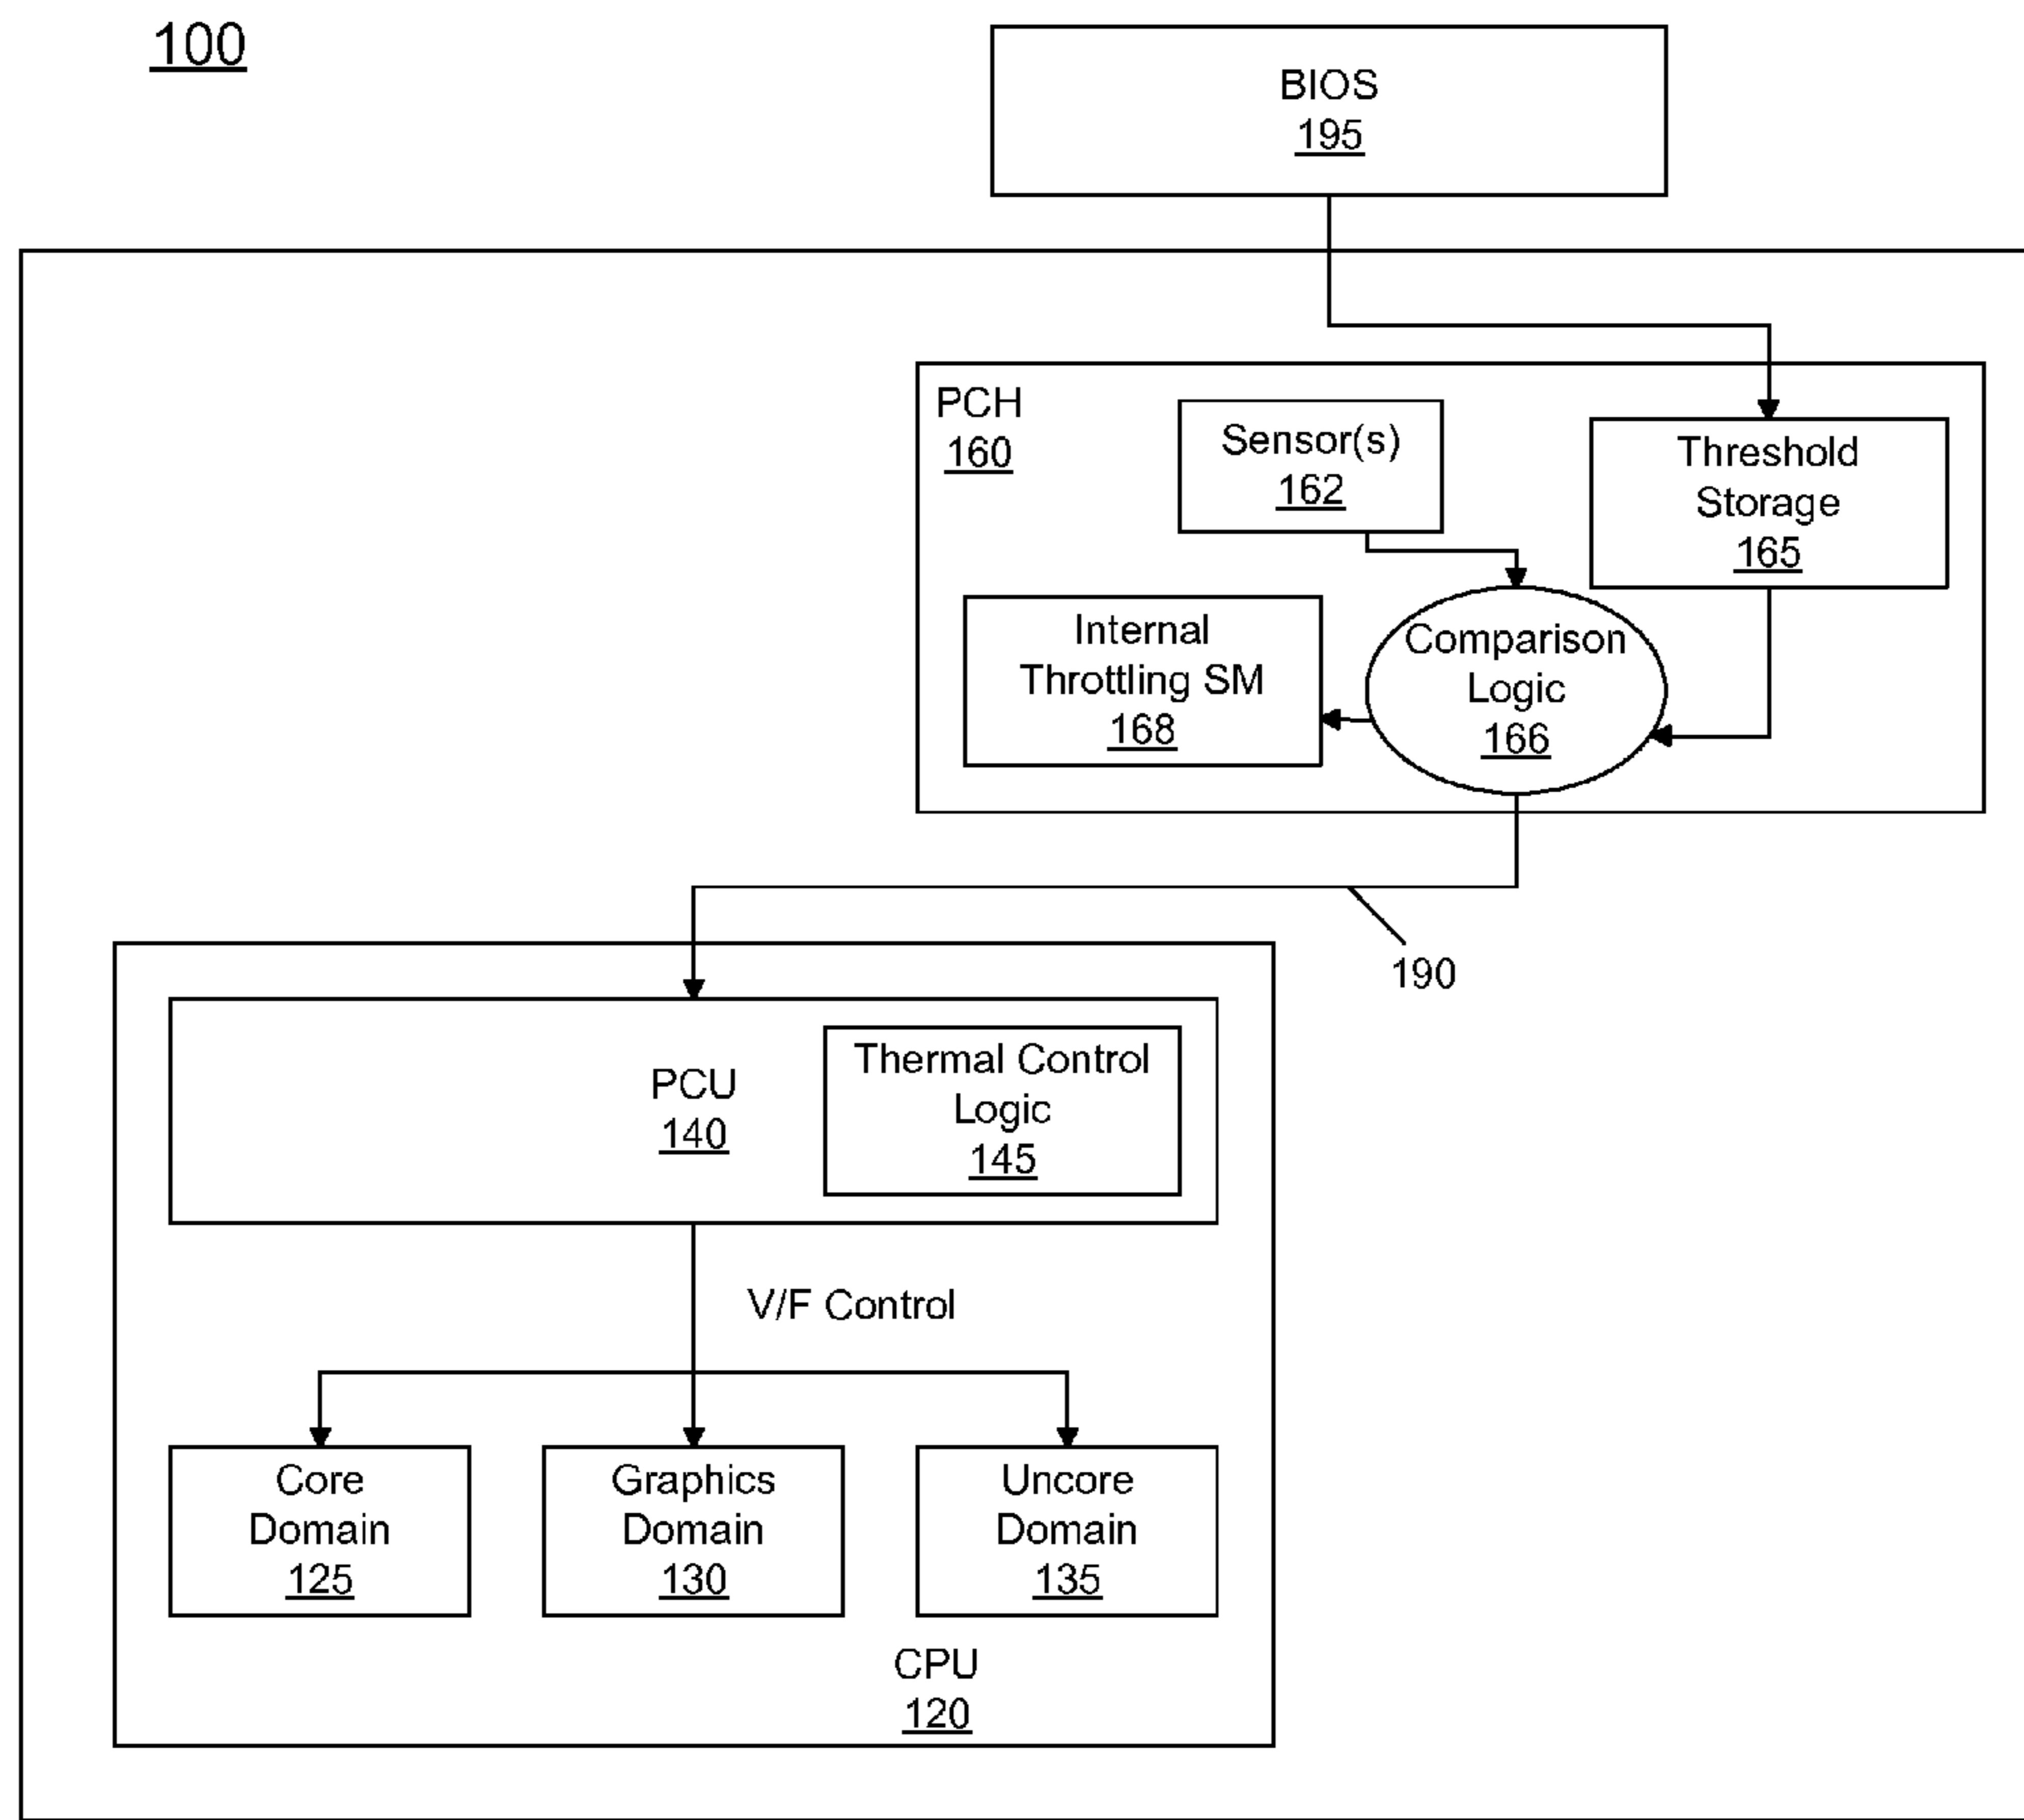 100
BIOS
195
PCH
160
Sensor(s)
162
Threshold
Storage
165
Internal
Throttling SM
168
Comparison
Logic
166
190
PCU
140
Thermal Control
Logic
145
V/F Control
Core
Domain
125
Graphics
Domain
130
Uncore
Domain
135
CPU
120